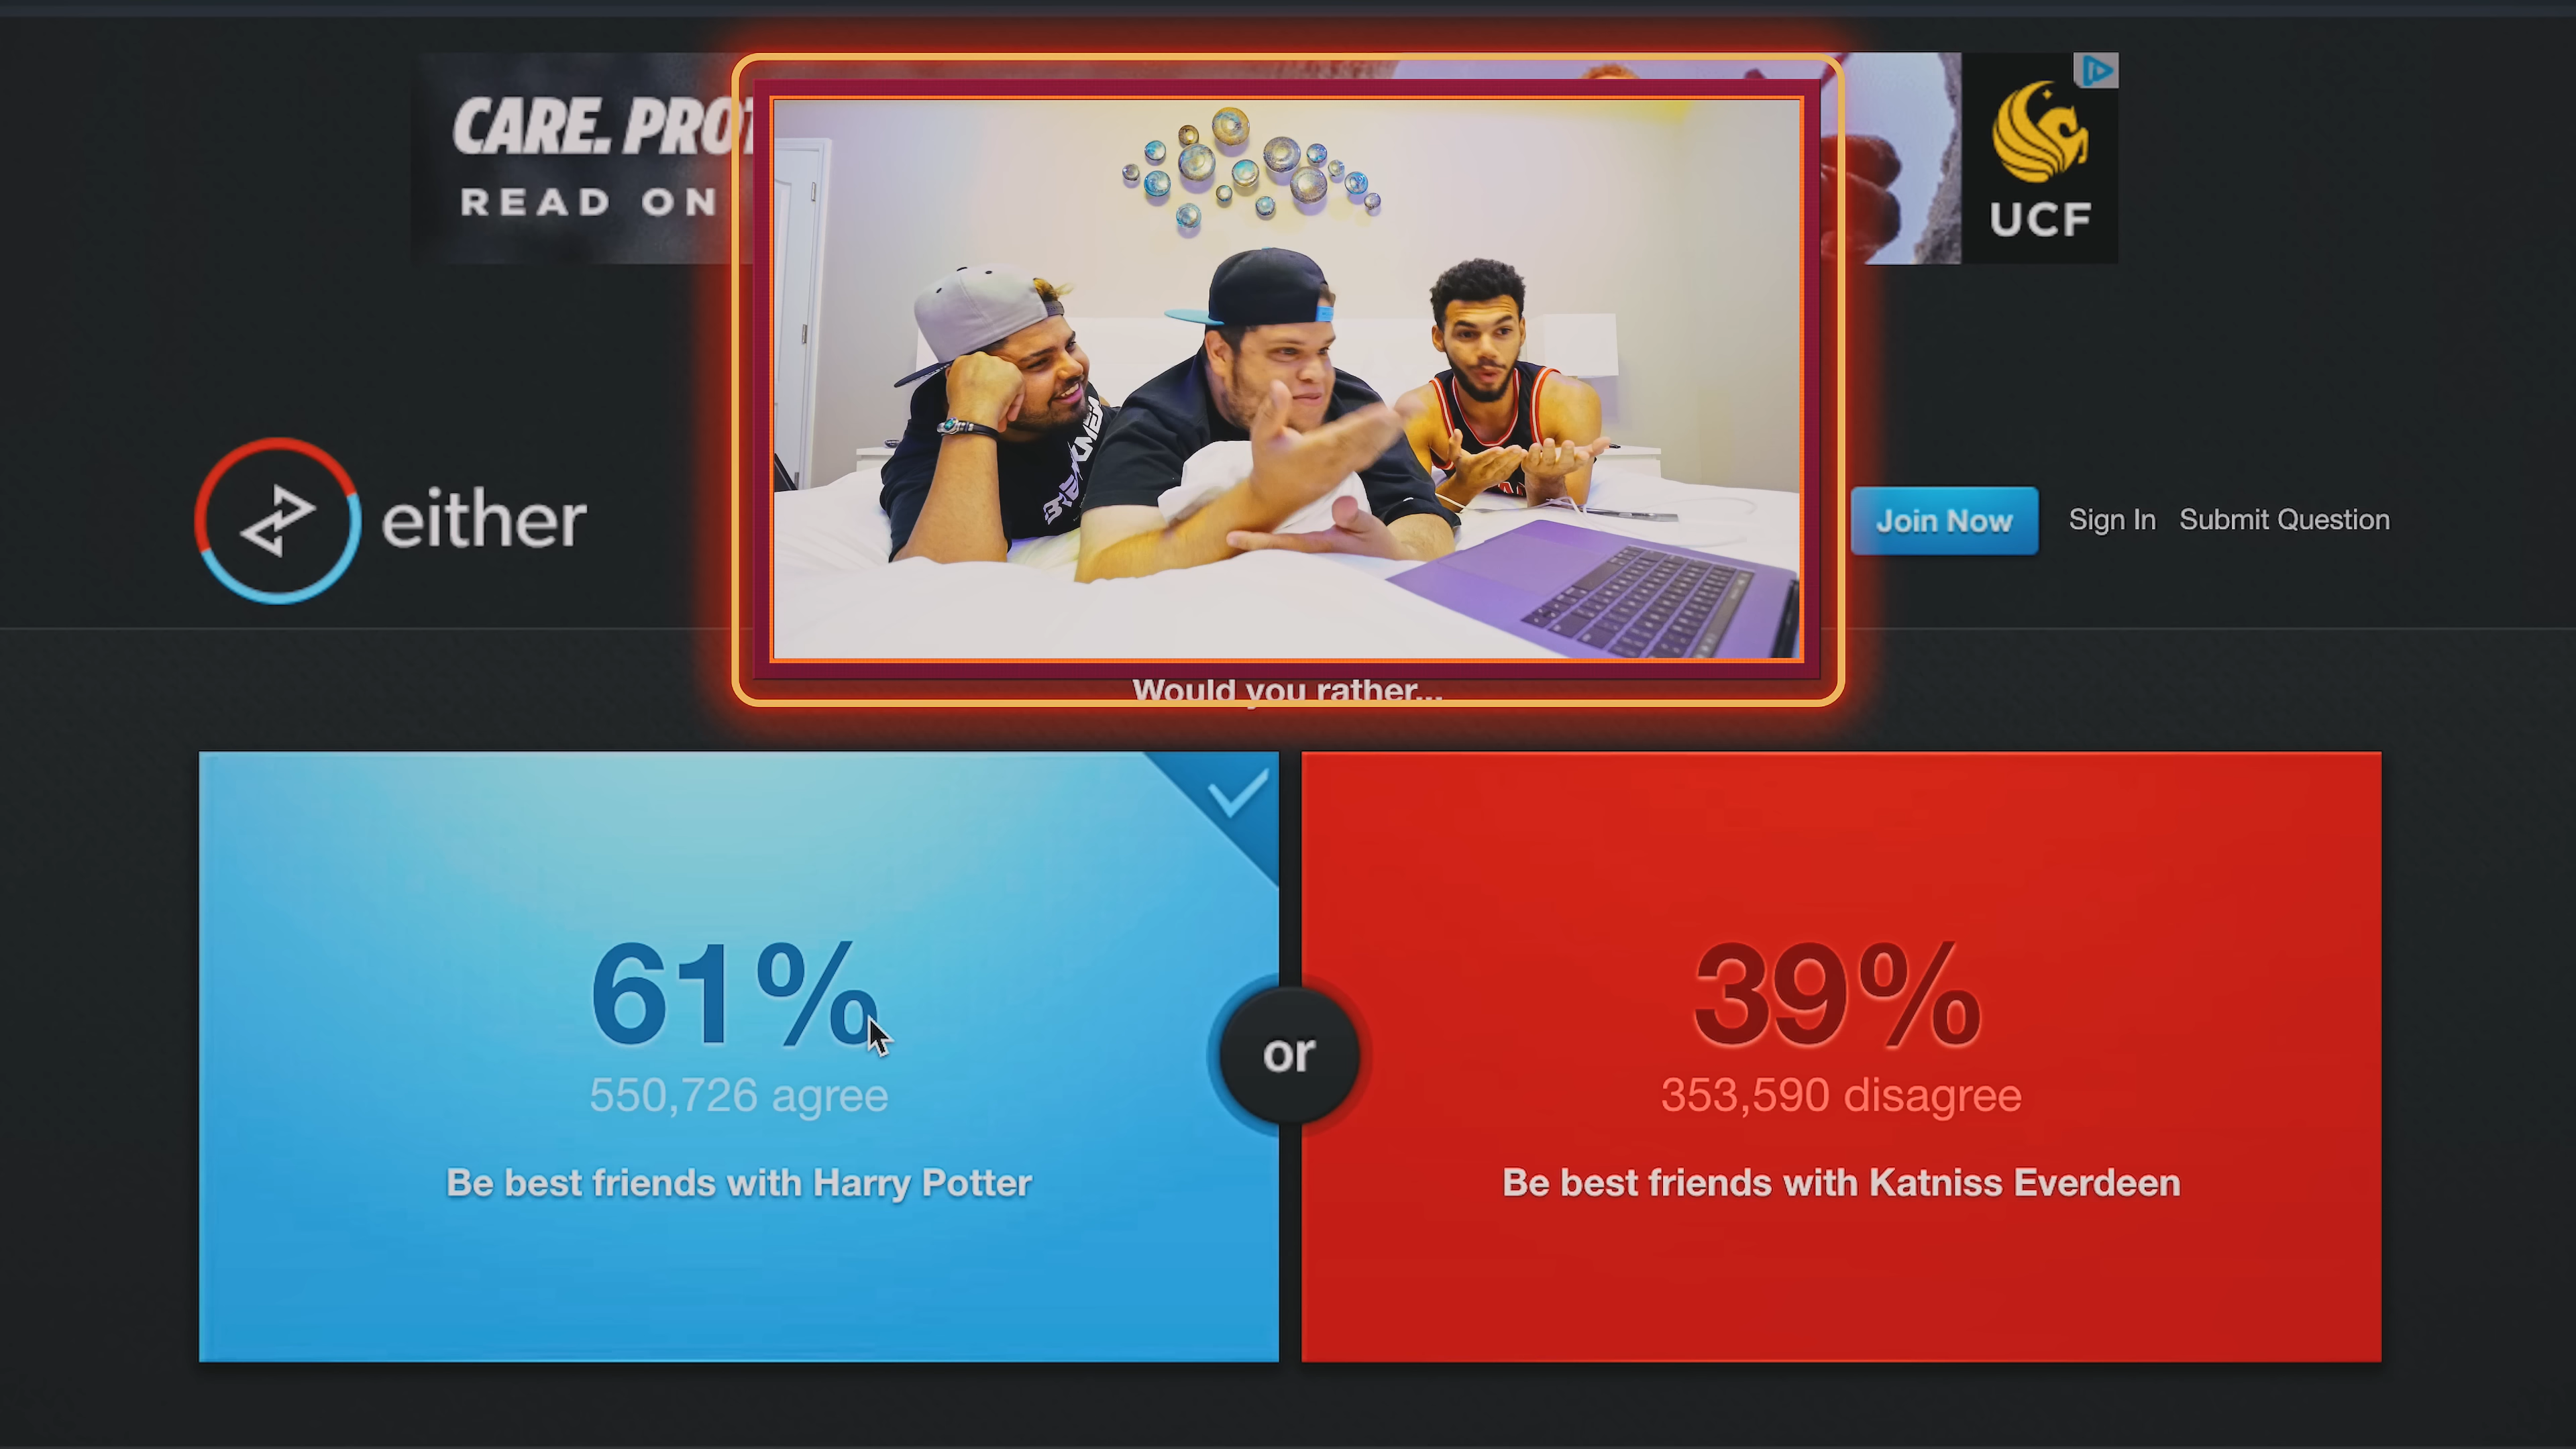 CARE. PROT
READ ON
UCF
either
Join Now
Sign In
Submit Question
Would you rather...
61%
550,726 agree
Be best friends with Harry Potter
or
39%
353,590 disagree
Be best friends with Katniss Everdeen